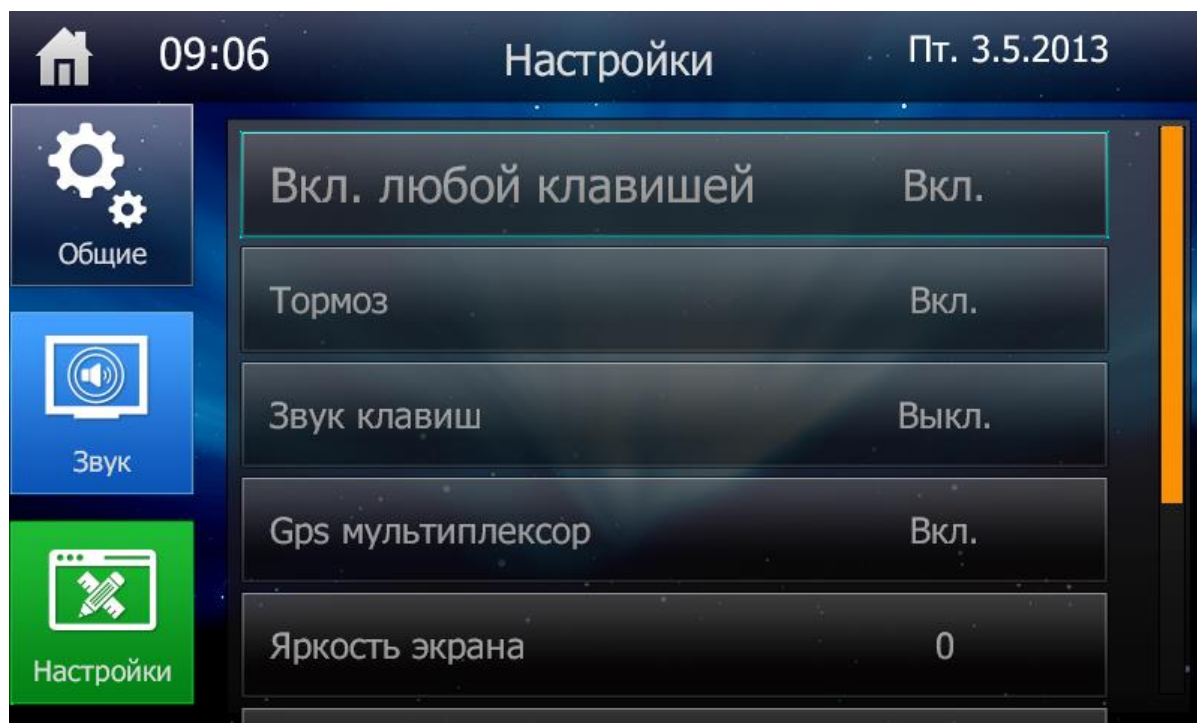 09:06 Настройки Пт. 3.5.2013
Общие
Звук
Настройки
Вкл. любой клавишей Вкл.
Тормоз Вкл.
Звук клавиш Выкл.
Gps мультиплексор Вкл.
Яркость экрана 0